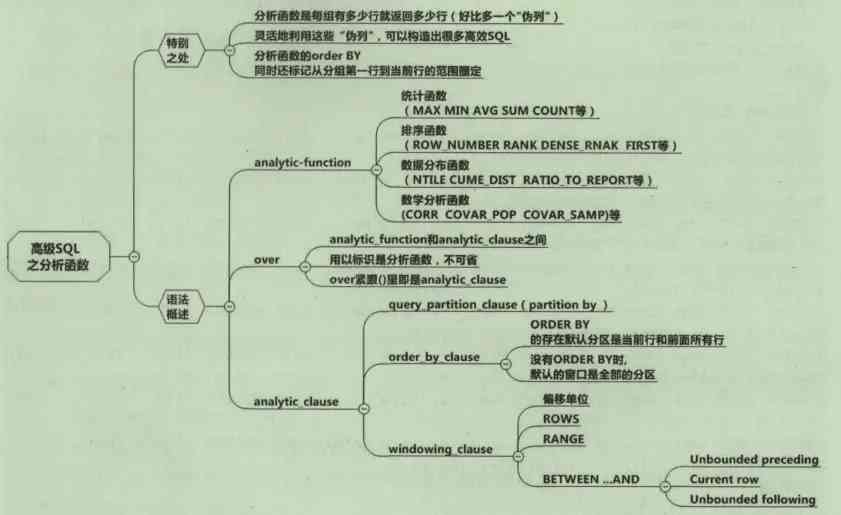 高级SQL
之分析函数
特别
之处
分析函数是每组有多少行就返回多少行（好比多一个"伪列"）
灵活地利用这些 "伪列"，可以构造出很多高效SQL
分析函数的order BY
同时还标记从分组第一行到当前行的范围圈定
语法
概述
analytic-function
统计函数
（MAX MIN AVG SUM COUNT等）
排序函数
（ROW_NUMBER RANK DENSE_RNAK FIRST等）
数据分布函数
（NTILE CUME_DIST RATIO_TO_REPORT等）
数学分析函数
(CORR COVAR_POP COVAR_SAMP)等
over
analytic_function和analytic_clause之间
用以标识是分析函数，不可省
over紧跟()里即是analytic_clause
analytic_clause
query_partition_clause（partition by ）
order_by_clause
ORDER BY
的存在默认分区是当前行和前面所有行
没有ORDER BY时,
默认的窗口是全部的分区
windowing_clause
偏移单位
ROWS
RANGE
BETWEEN ...AND
Unbounded preceding
Current row
Unbounded following